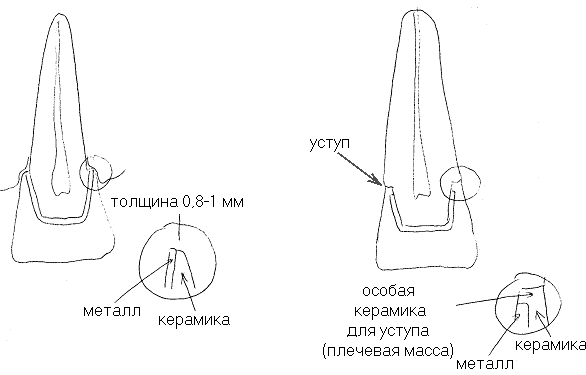 толщина 0,8-1 мм
металл
керамика
уступ
особая
керамика
для уступа
(плечевая масса)
металл
керамика